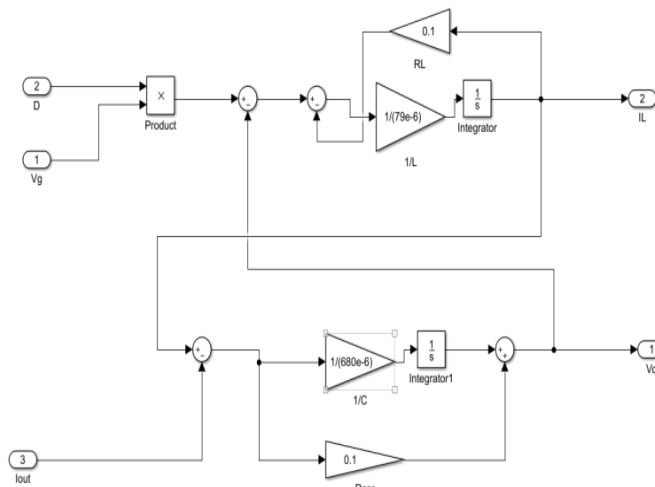 0.1
RL
2
D
×
Product
+
−
+
−
1/(79e-6)
1/L
1
s
Integrator
2
IL
1
Vg
+
−
1/(680e-6)
1/C
1
s
Integrator1
+
+
1
3
Iout
0.1